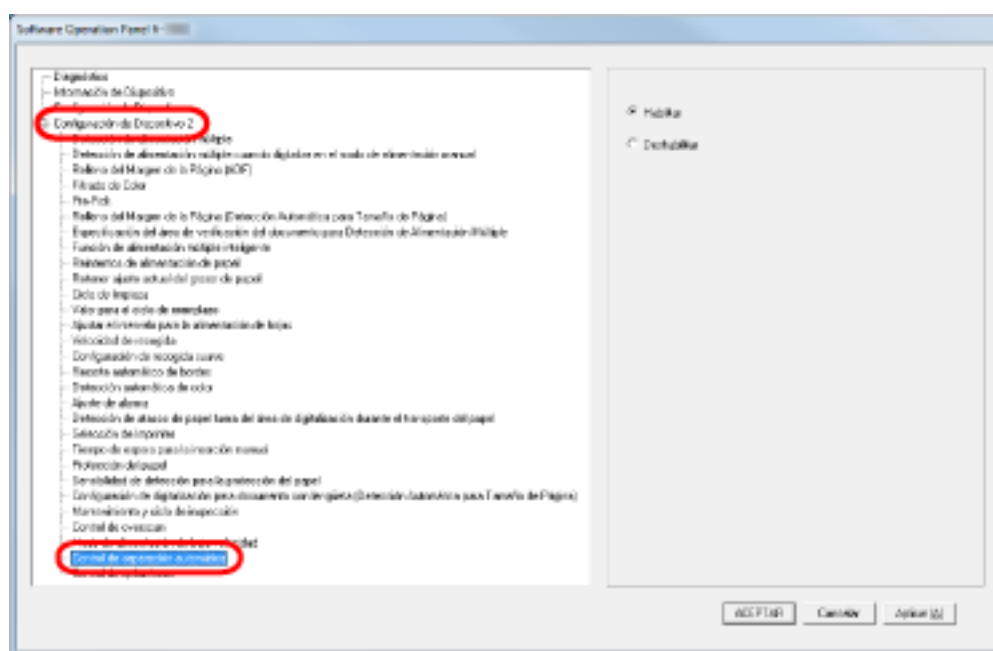 Software Operation Panel fi-
Diagnóstico
Información de Dispositivo
Configuración de Dispositivo 2
Detección de alimentación múltiple cuando digitaliza en el modo de alimentación manual
Relleno del Margen de la Página (ADF)
Filtrado de Color
Pre-Pick
Relleno del Margen de la Página (Detección Automática para Tamaño de Página)
Especificación del área de verificación del documento para Detección de Alimentación Múltiple
Función de alimentación múltiple inteligente
Reintentos de alimentación de papel
Retener ajuste actual del grosor de papel
Ciclo de limpieza
Valor para el ciclo de reemplazo
Ajustar el intervalo para la alimentación de hojas
Velocidad de recogida
Configuración de recogida suave
Recorte automático de bordes
Detección automática de color
Ajuste de alarma
Detección de atasco de papel fuera del área de digitalización durante el transporte del papel
Selección de imprinter
Tiempo de espera para la inserción manual
Protección del papel
Sensibilidad de detección para la protección del papel
Configuración de digitalización para documento con lengüeta (Detección Automática para Tamaño de Página)
Mantenimiento y ciclo de inspección
Control de overscan
Control de separación automática
Habilitar
Deshabilitar
ACEPTAR
Cancelar
Aplicar (A)